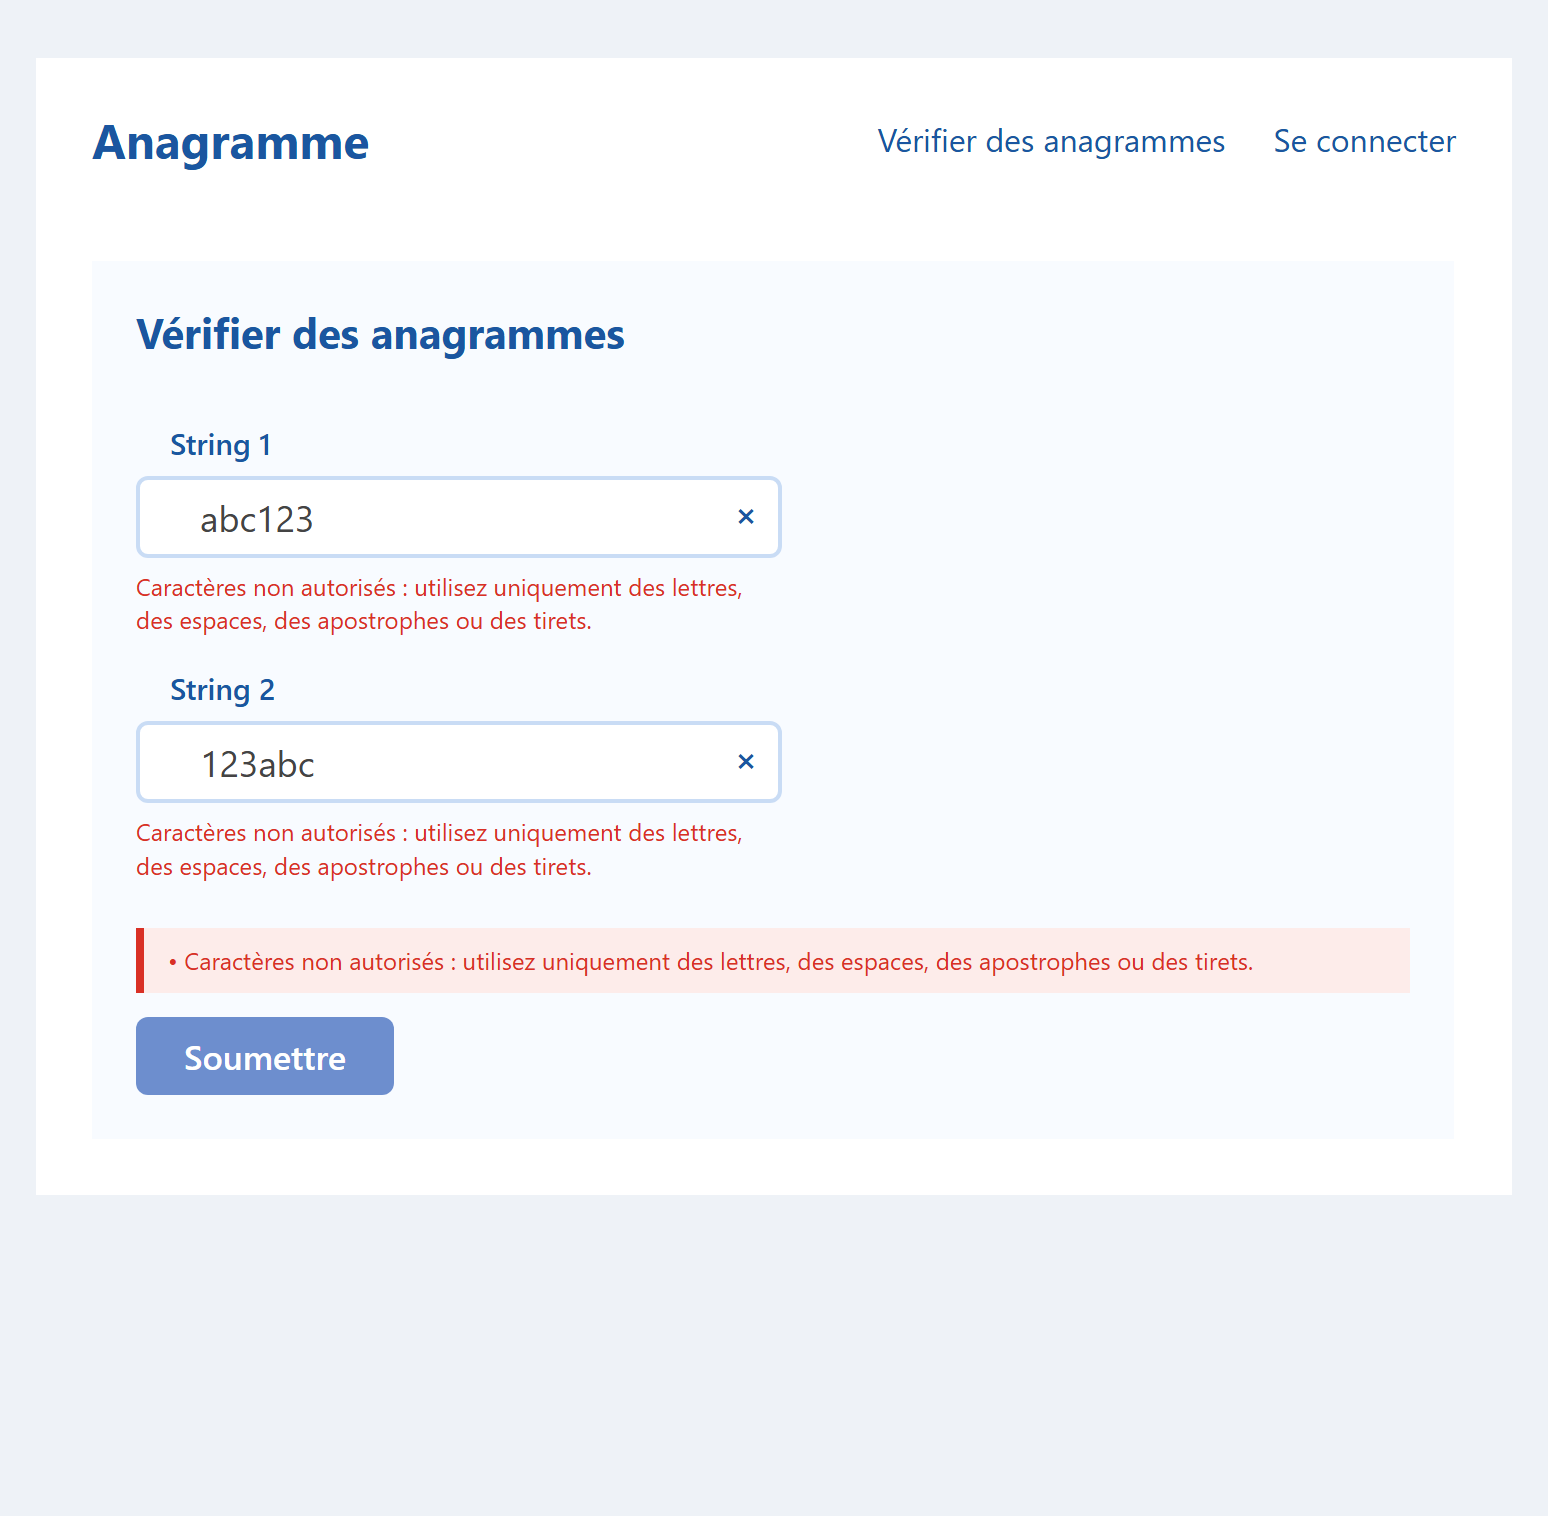 Anagramme
Vérifier des anagrammes
Se connecter
Vérifier des anagrammes
String 1
abc123
×
Caractères non autorisés : utilisez uniquement des lettres,
des espaces, des apostrophes ou des tirets.
String 2
123abc
×
Caractères non autorisés : utilisez uniquement des lettres,
des espaces, des apostrophes ou des tirets.
• Caractères non autorisés : utilisez uniquement des lettres, des espaces, des apostrophes ou des tirets.
Soumettre